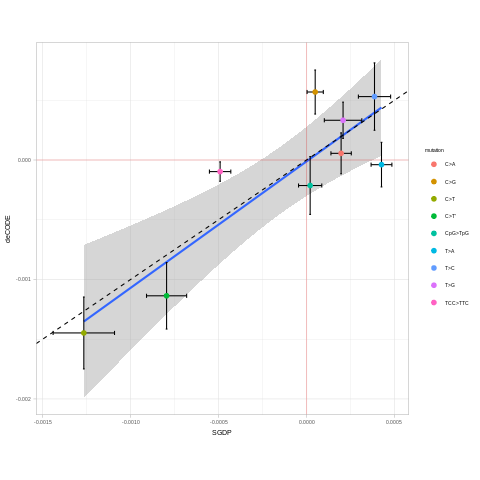 0.000
-0.001
-0.002
deCODE
-0.0015
-0.0010
-0.0005
0.0000
0.0005
SGDP
mutation
C>A
C>G
C>T
C>T'
CpG>TpG
T>A
T>C
T>G
TCC>TTC